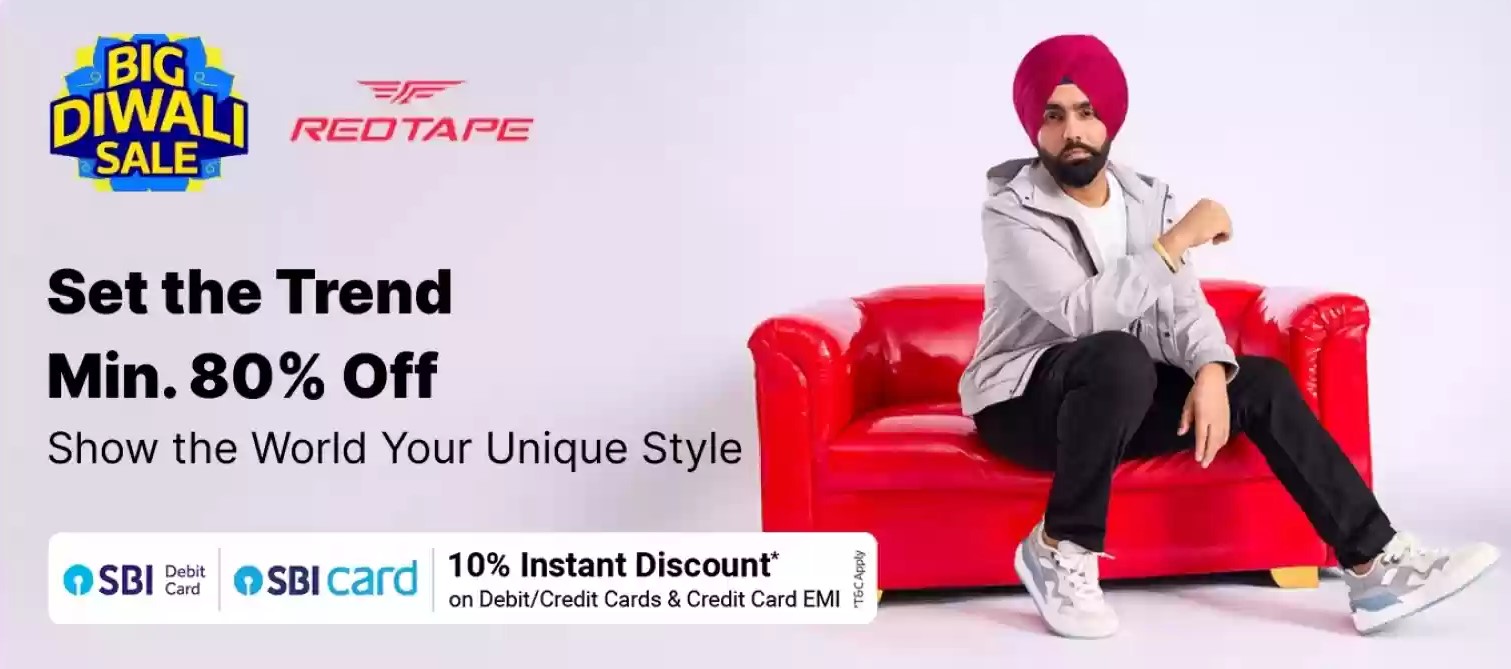 BIG
DIWALI
SALE
REDTAPE
Set the Trend
Min. 80% Off
Show the World Your Unique Style
SBI Debit Card
SBI card
10% Instant Discount*
on Debit/Credit Cards & Credit Card EMI
*T&C Apply